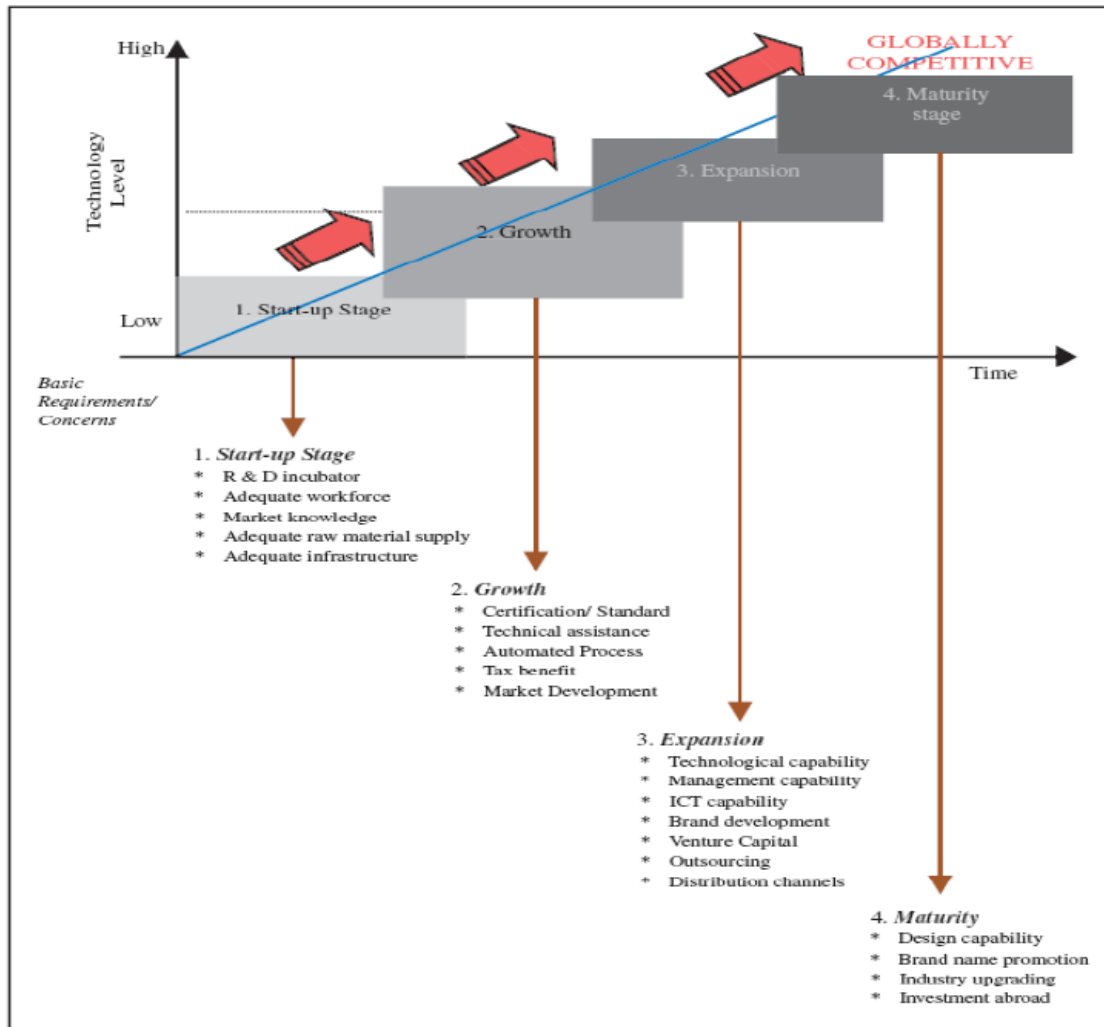 High
GLOBALLY
COMPETITIVE
4. Maturity
stage
Technology
Level
3. Expansion
2. Growth
1. Start-up Stage
Low
Time
Basic
Requirements/
Concerns
1. Start-up Stage
* R & D incubator
* Adequate workforce
* Market knowledge
* Adequate raw material supply
* Adequate infrastructure
2. Growth
* Certification/ Standard
* Technical assistance
* Automated Process
* Tax benefit
* Market Development
3. Expansion
* Technological capability
* Management capability
* ICT capability
* Brand development
* Venture Capital
* Outsourcing
* Distribution channels
4. Maturity
* Design capability
* Brand name promotion
* Industry upgrading
* Investment abroad